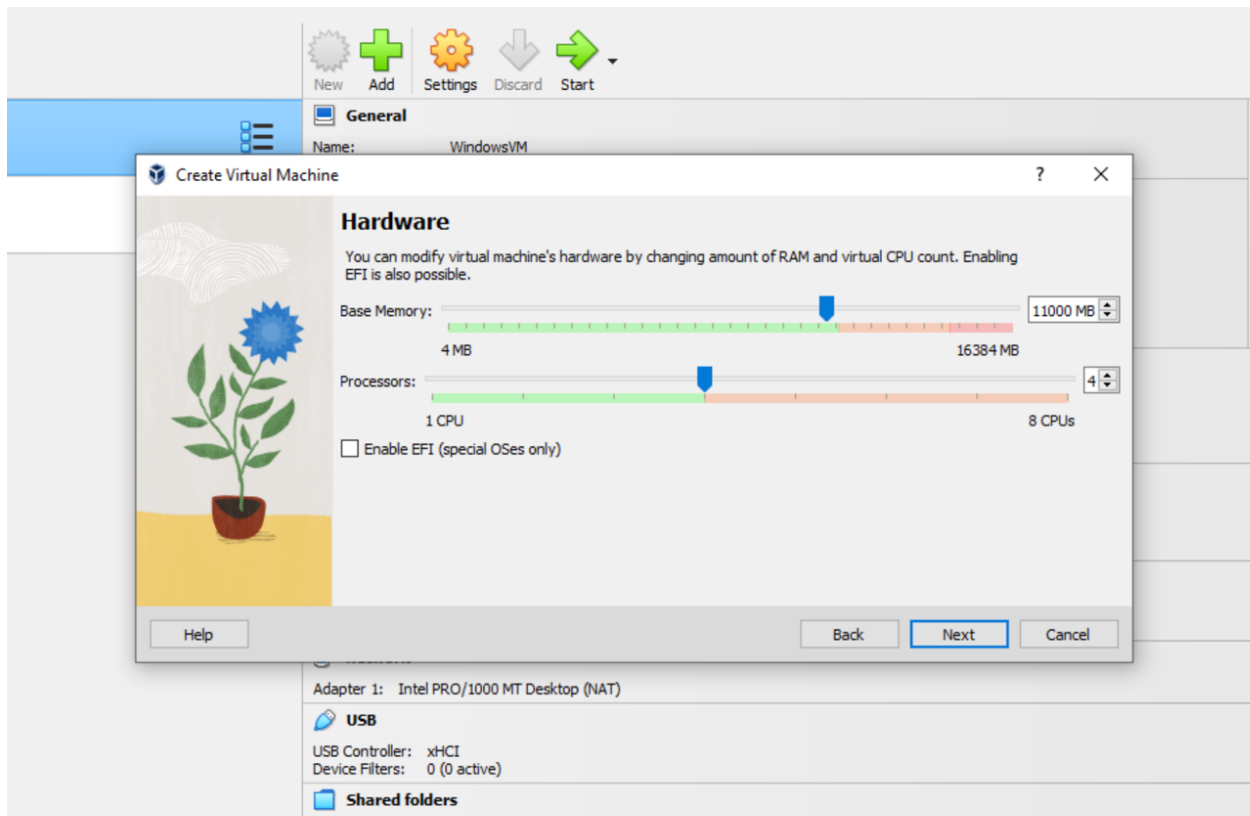 New Add Settings Discard Start
General
Name: WindowsVM
Create Virtual Machine ?
Hardware
You can modify virtual machine's hardware by changing amount of RAM and virtual CPU count. Enabling
EFI is also possible.
Base Memory: 11000 MB
4 MB 16384 MB
Processors: 4
1 CPU 8 CPUs
Enable EFI (special OSes only)
Help Back Next Cancel
Adapter 1: Intel PRO/1000 MT Desktop (NAT)
USB
USB Controller: xHCI
Device Filters: 0 (0 active)
Shared folders